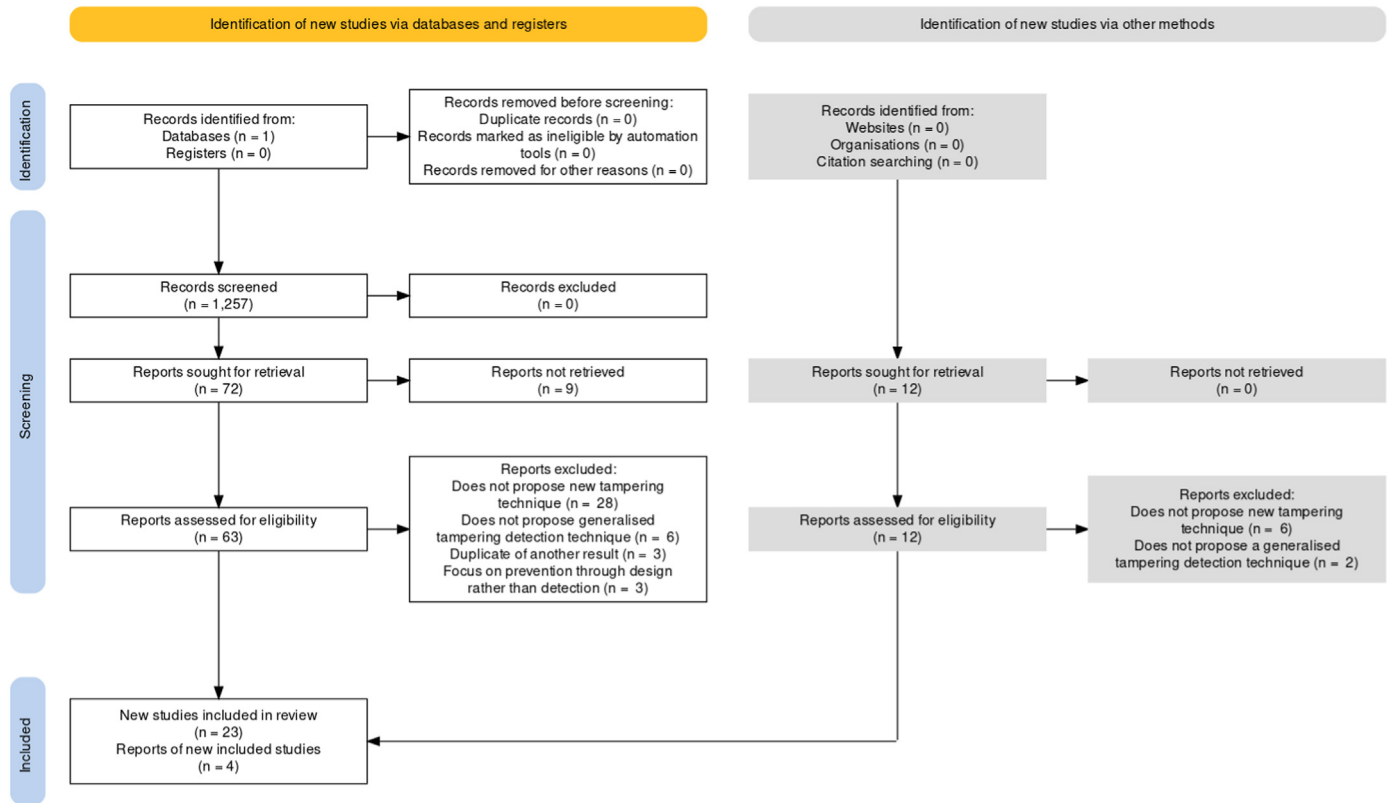 Identification of new studies via databases and registers
Identification of new studies via other methods
Identification
Records identified from:
Databases (n = 1)
Registers (n = 0)
Records removed before screening:
Duplicate records (n = 0)
Records marked as ineligible by automation
tools (n = 0)
Records removed for other reasons (n = 0)
Records identified from:
Websites (n = 0)
Organisations (n = 0)
Citation searching (n = 0)
Screening
Records screened
(n = 1,257)
Records excluded
(n = 0)
Reports sought for retrieval
(n = 72)
Reports not retrieved
(n = 9)
Reports sought for retrieval
(n = 12)
Reports not retrieved
(n = 0)
Reports assessed for eligibility
(n = 63)
Reports excluded:
Does not propose new tampering
technique (n = 28)
Does not propose generalised
tampering detection technique (n = 6)
Duplicate of another result (n = 3)
Focus on prevention through design
rather than detection (n = 3)
Reports assessed for eligibility
(n = 12)
Reports excluded:
Does not propose new tampering
technique (n = 6)
Does not propose a generalised
tampering detection technique (n = 2)
Included
New studies included in review
(n = 23)
Reports of new included studies
(n = 4)